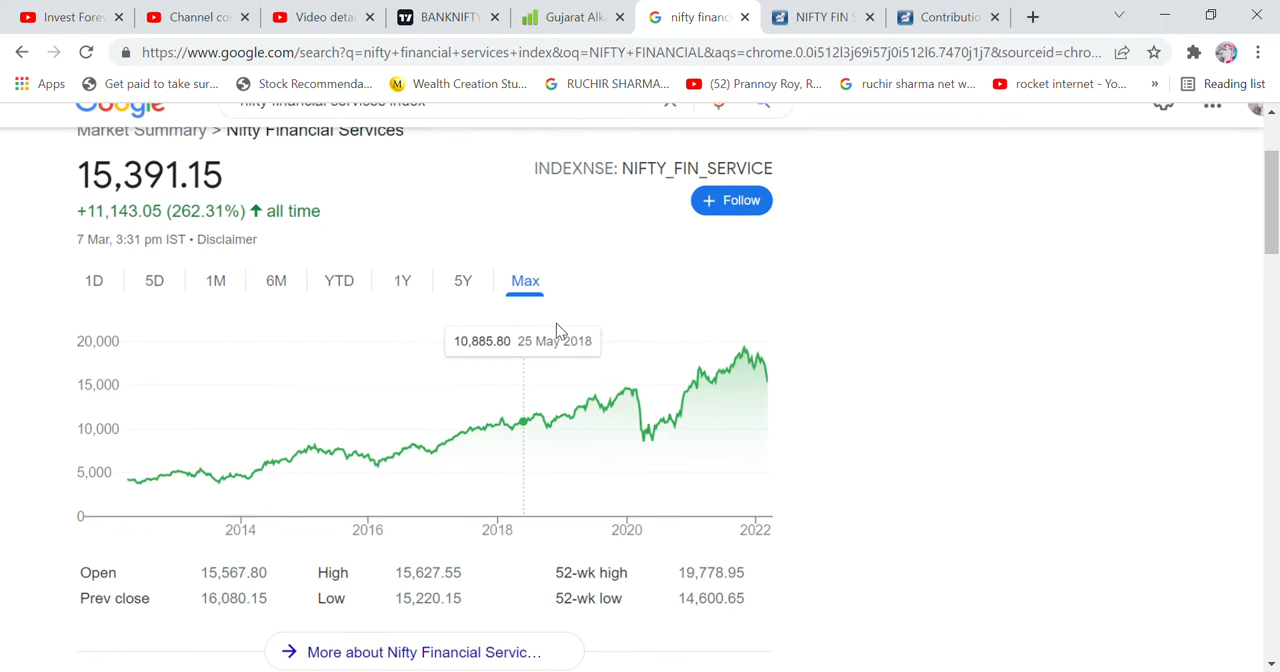 Invest Fore
Channel co
Video detai
BANKNIFTY
Gujarat Alk
nifty financ
NIFTY FIN S
Contributio
https://www.google.com/search?q=nifty+financial+services+index&oq=NIFTY+FINANCIAL&aqs=chrome.0.0i512l3j69i57j0i512l6.7470j1j7&sourceid=chro...
Apps
Get paid to take sur...
Stock Recommenda...
Wealth Creation Stu...
RUCHIR SHARMA...
(52) Prannoy Roy, R...
ruchir sharma net w...
rocket internet - Yo...
»
Reading list
Google
nifty financial services index
Market Summary > Nifty Financial Services
15,391.15
INDEXNSE: NIFTY_FIN_SERVICE
+ Follow
+11,143.05 (262.31%) ↑ all time
7 Mar, 3:31 pm IST • Disclaimer
1D 5D 1M 6M YTD 1Y 5Y Max
10,885.80 25 May 2018
20,000
15,000
10,000
5,000
0
2014 2016 2018 2020 2022
Open 15,567.80 High 15,627.55 52-wk high 19,778.95
Prev close 16,080.15 Low 15,220.15 52-wk low 14,600.65
→ More about Nifty Financial Servic...